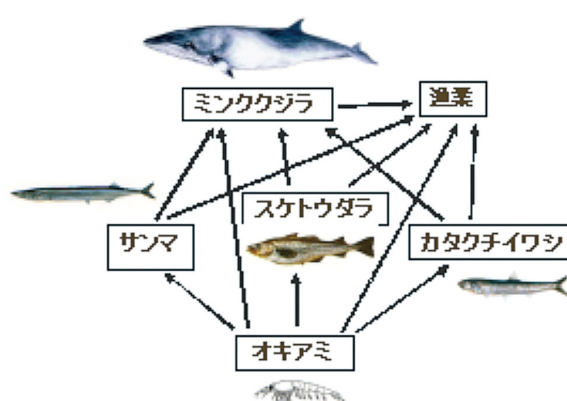 ミンククジラ
漁業
スケトウダラ
サンマ
カタクチイワシ
オキアミ